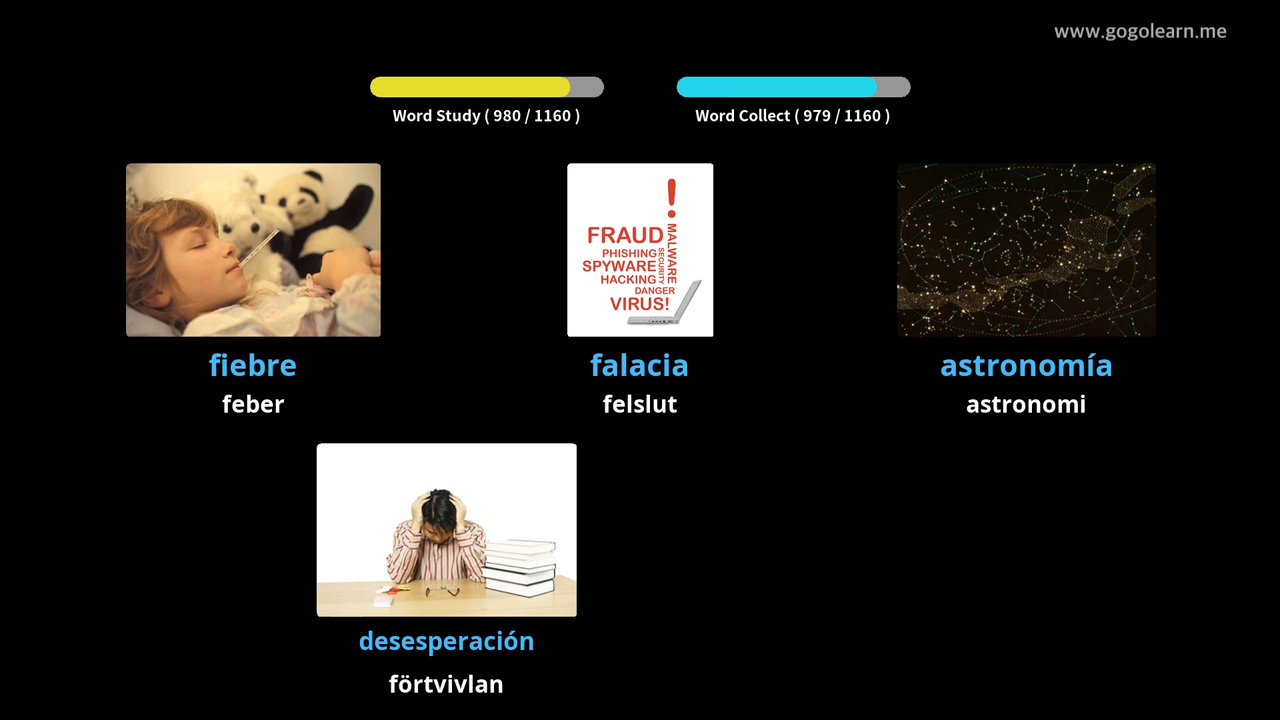 www.gogolearn.me
Word Study ( 980 / 1160 )
Word Collect ( 979 / 1160 )
!
FRAUD
PHISHING
SPYWARE
HACKING
DANGER
VIRUS!
SECURITY
MALWARE
fiebre
falacia
astronomía
feber
felslut
astronomi
desesperación
förtvivlan